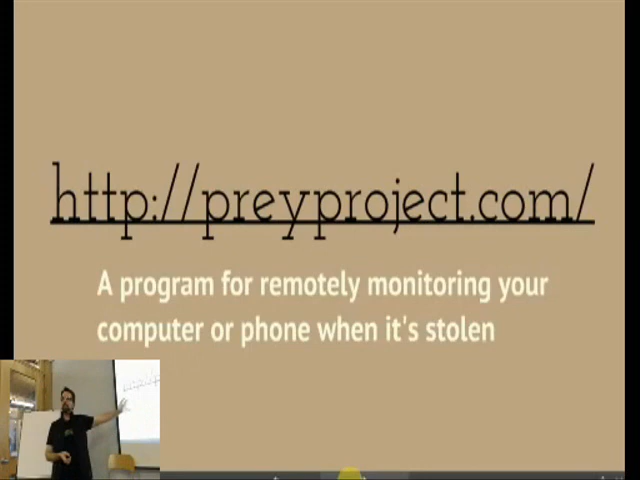 http://preyproject.com/
A program for remotely monitoring your
computer or phone when it's stolen